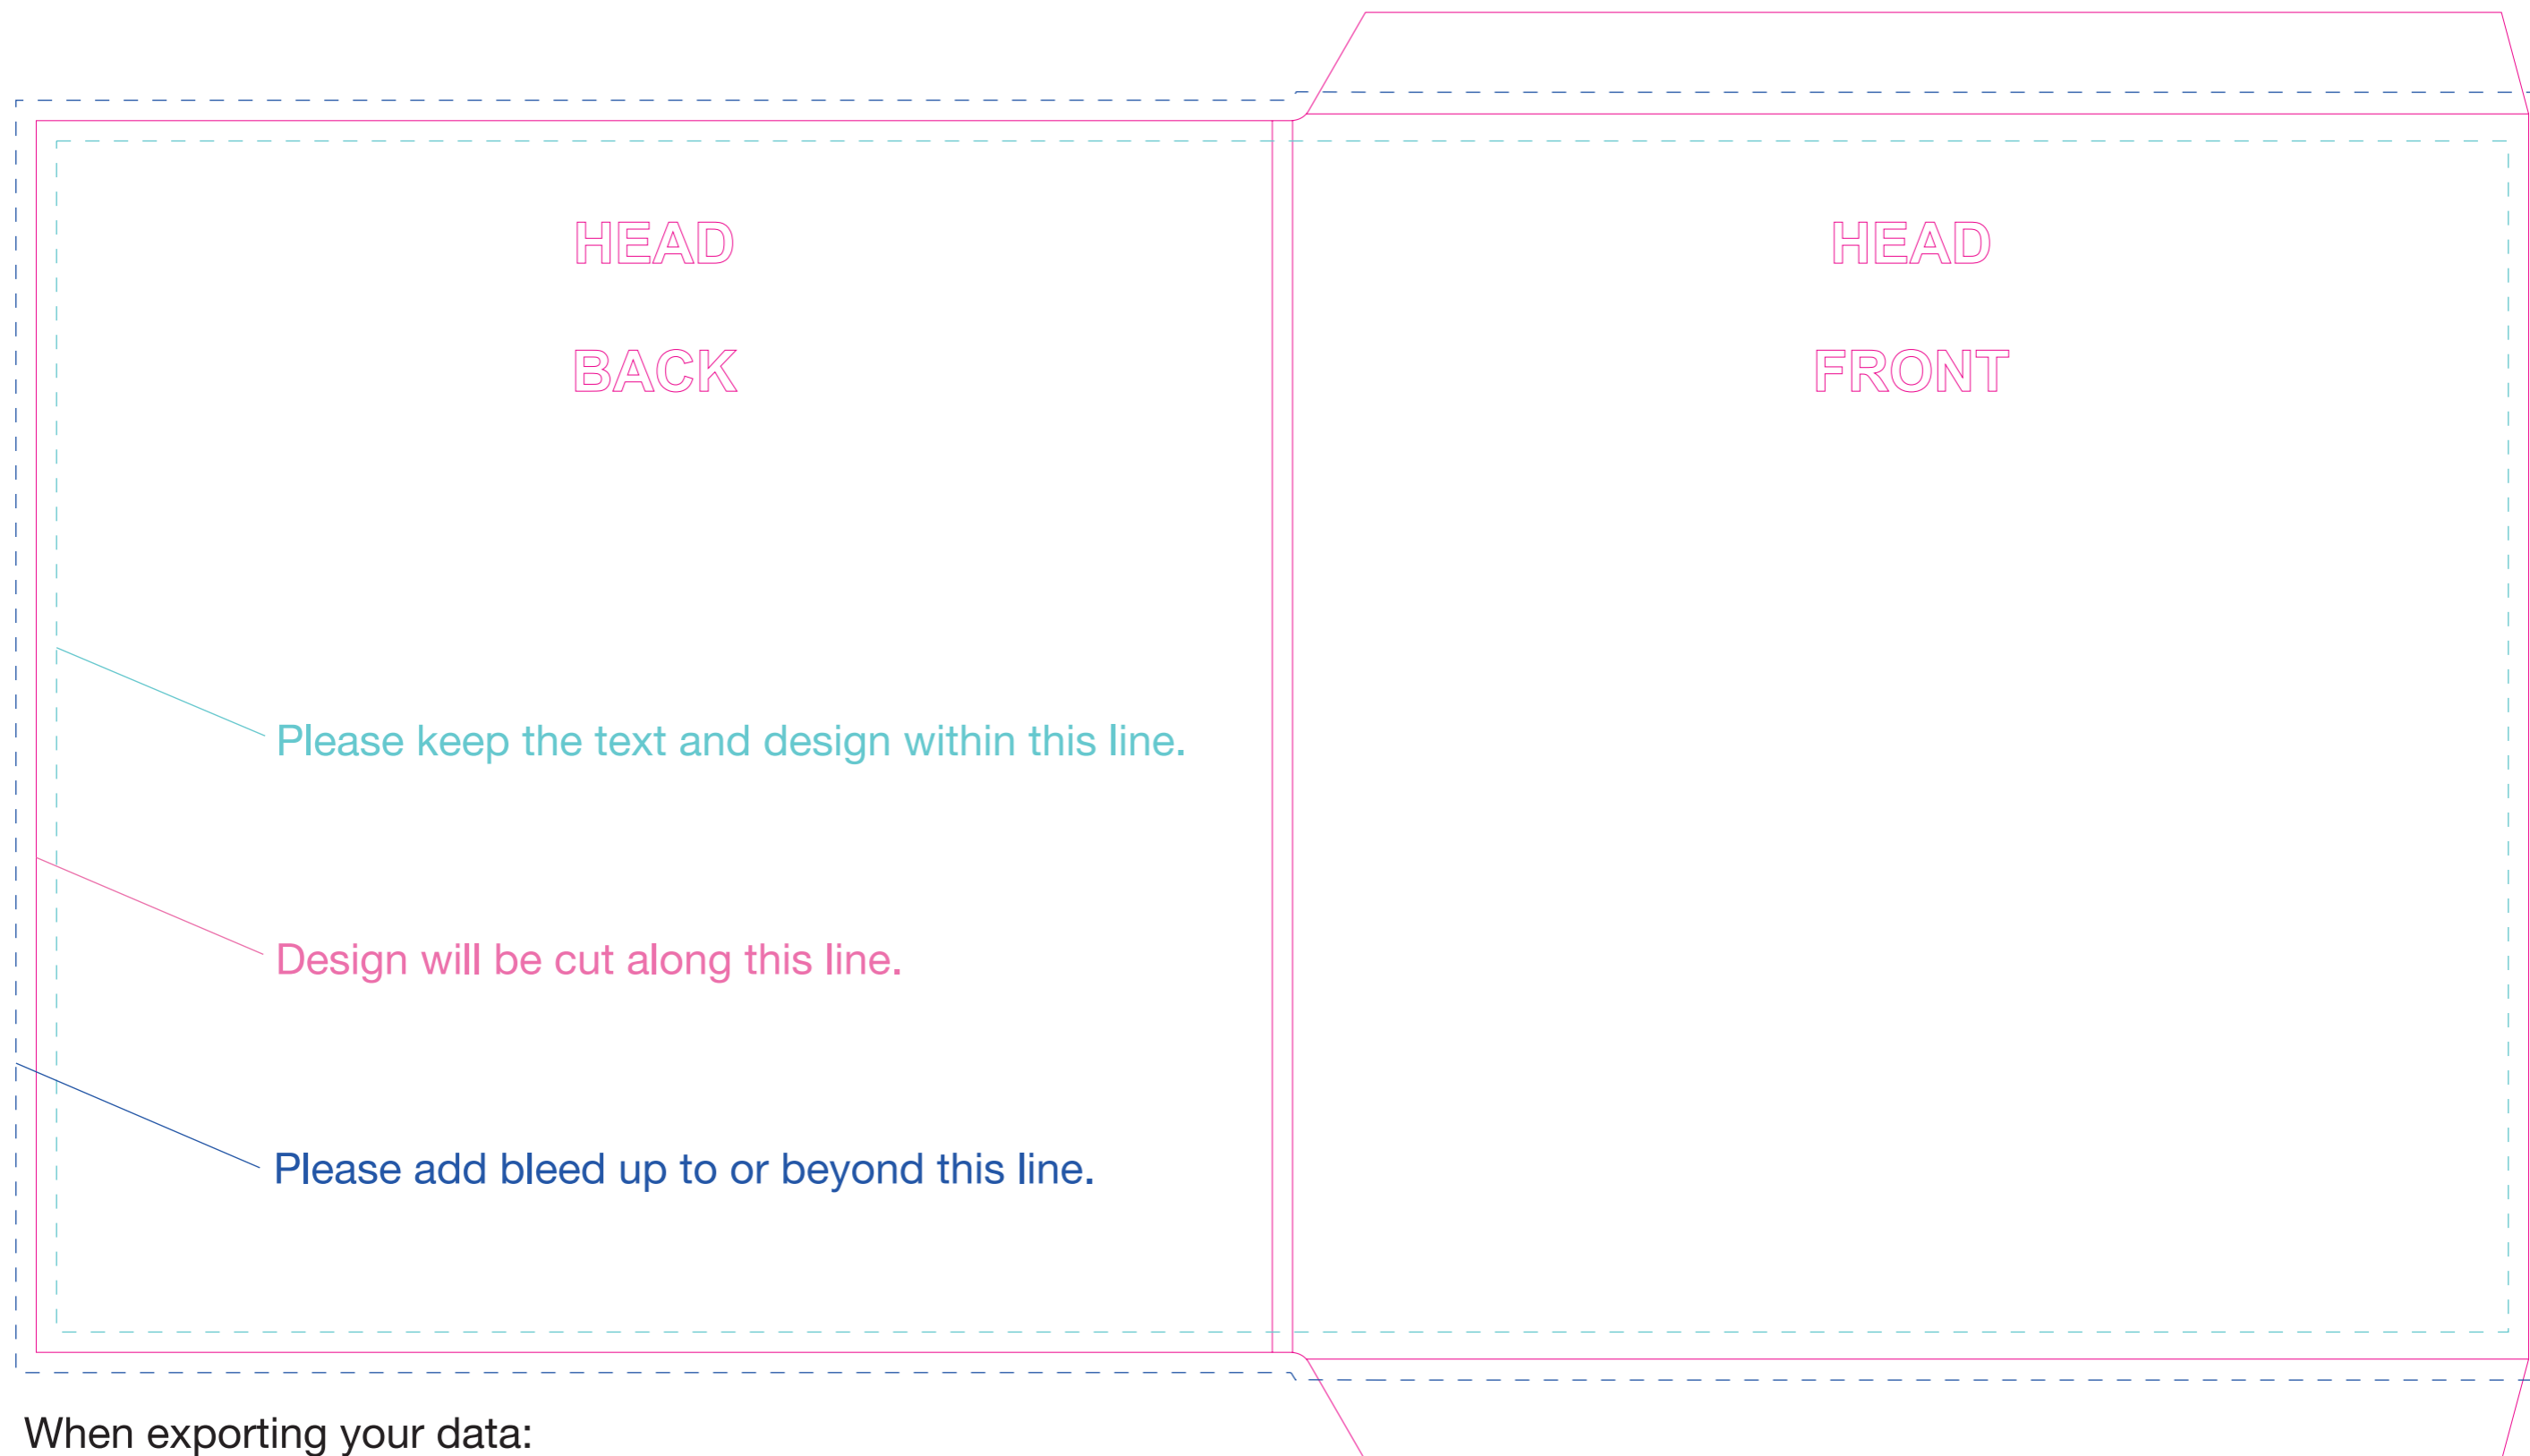 HEAD
HEAD
BACK
FRONT
Please keep the text and design within this line.
Design will be cut along this line.
Please add bleed up to or beyond this line.
When exporting your data: